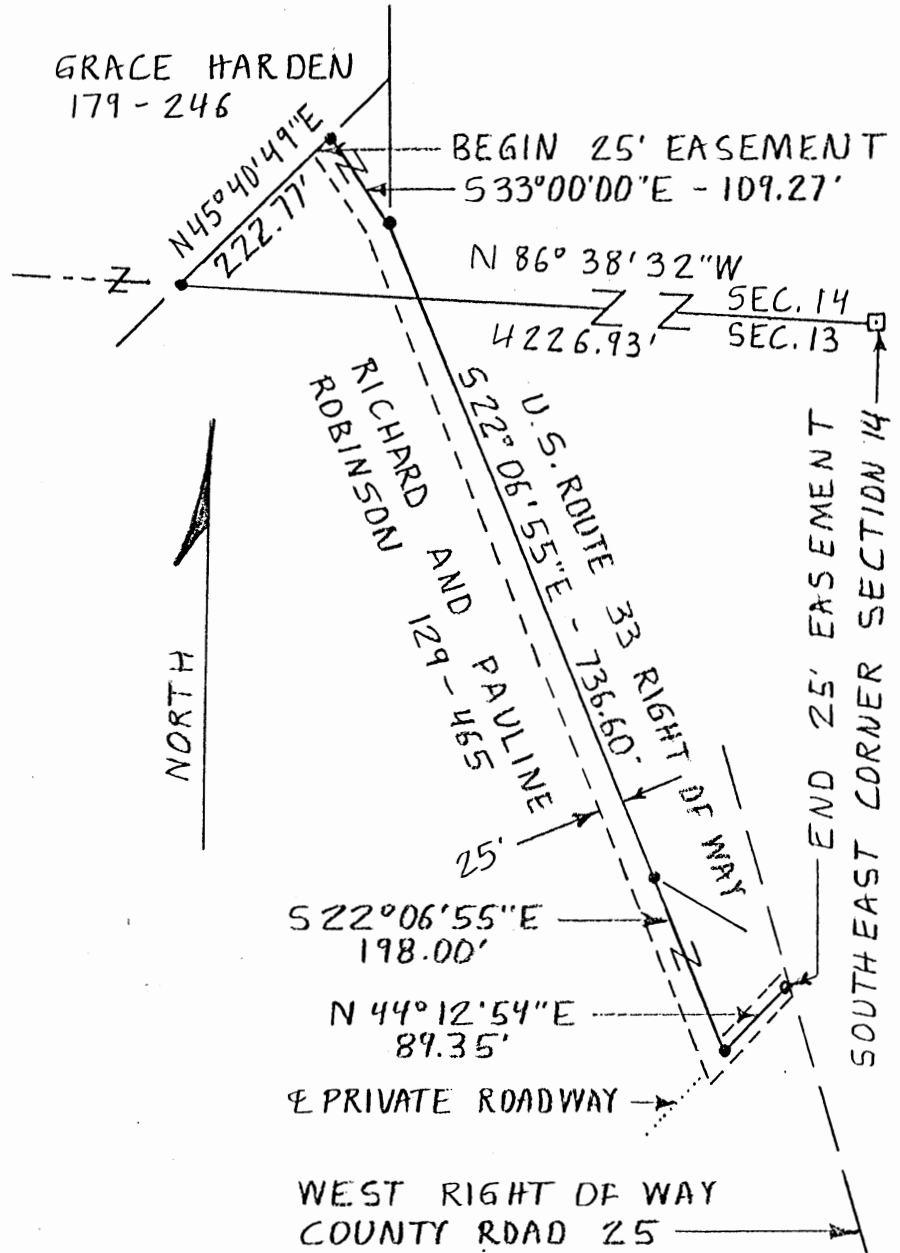 GRACE HARDEN
179-246
N45°40'49"E
222.77'
BEGIN 25' EASEMENT
S33°00'00"E - 109.27'
N 86° 38' 32"W
4226.93'
SEC. 14
SEC. 13
S22°06'55"E - 736.60'
U.S. ROUTE 33 RIGHT OF WAY
RICHARD AND PAULINE
ROBINSON 129-465
NORTH
25'
END 25' EASEMENT
SOUTHEAST CORNER SECTION 14
S 22°06'55"E
198.00'
N 44°12'54"E
89.35'
℄ PRIVATE ROADWAY
WEST RIGHT OF WAY
COUNTY ROAD 25